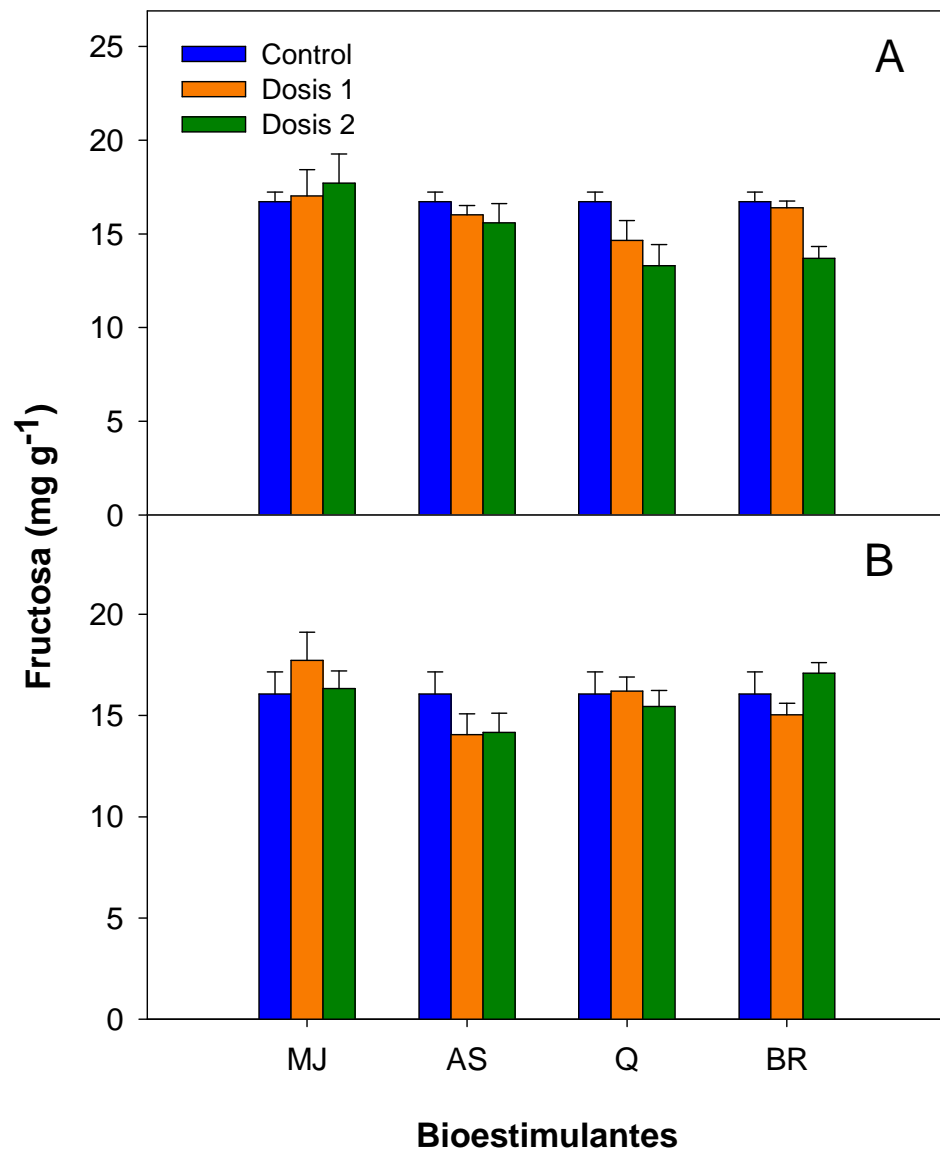 25
20
15
10
5
0
Control
Dosis 1
Dosis 2
A
Fructosa (mg g-1)
20
15
10
5
0
B
MJ AS Q BR
Bioestimulantes